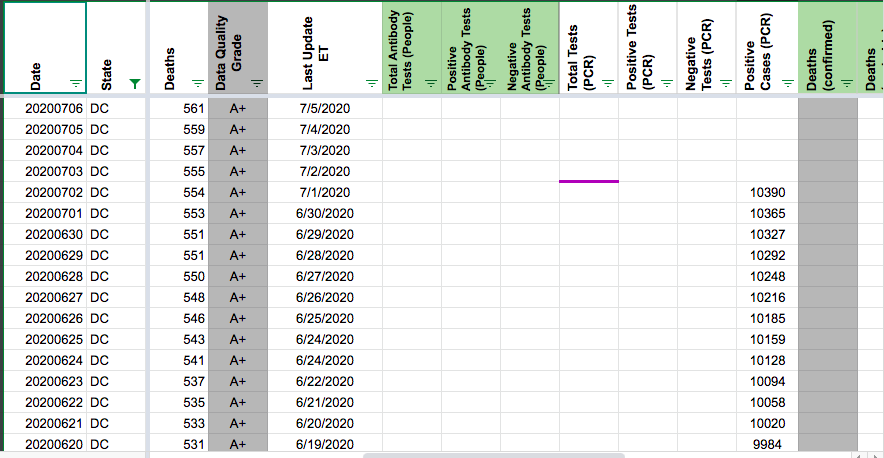 Date State Deaths Data Quality Grade Last Update ET Total Antibody Tests (People) Positive Antibody Tests (People) Negative Antibody Tests (People) Total Tests (PCR) Positive Tests (PCR) Negative Tests (PCR) Positive Cases (PCR) Deaths (confirmed) Deaths
20200706 DC 561 A+ 7/5/2020
20200705 DC 559 A+ 7/4/2020
20200704 DC 557 A+ 7/3/2020
20200703 DC 555 A+ 7/2/2020
20200702 DC 554 A+ 7/1/2020 10390
20200701 DC 553 A+ 6/30/2020 10365
20200630 DC 551 A+ 6/29/2020 10327
20200629 DC 551 A+ 6/28/2020 10292
20200628 DC 550 A+ 6/27/2020 10248
20200627 DC 548 A+ 6/26/2020 10216
20200626 DC 546 A+ 6/25/2020 10185
20200625 DC 543 A+ 6/24/2020 10159
20200624 DC 541 A+ 6/24/2020 10128
20200623 DC 537 A+ 6/22/2020 10094
20200622 DC 535 A+ 6/21/2020 10058
20200621 DC 533 A+ 6/20/2020 10020
20200620 DC 531 A+ 6/19/2020 9984